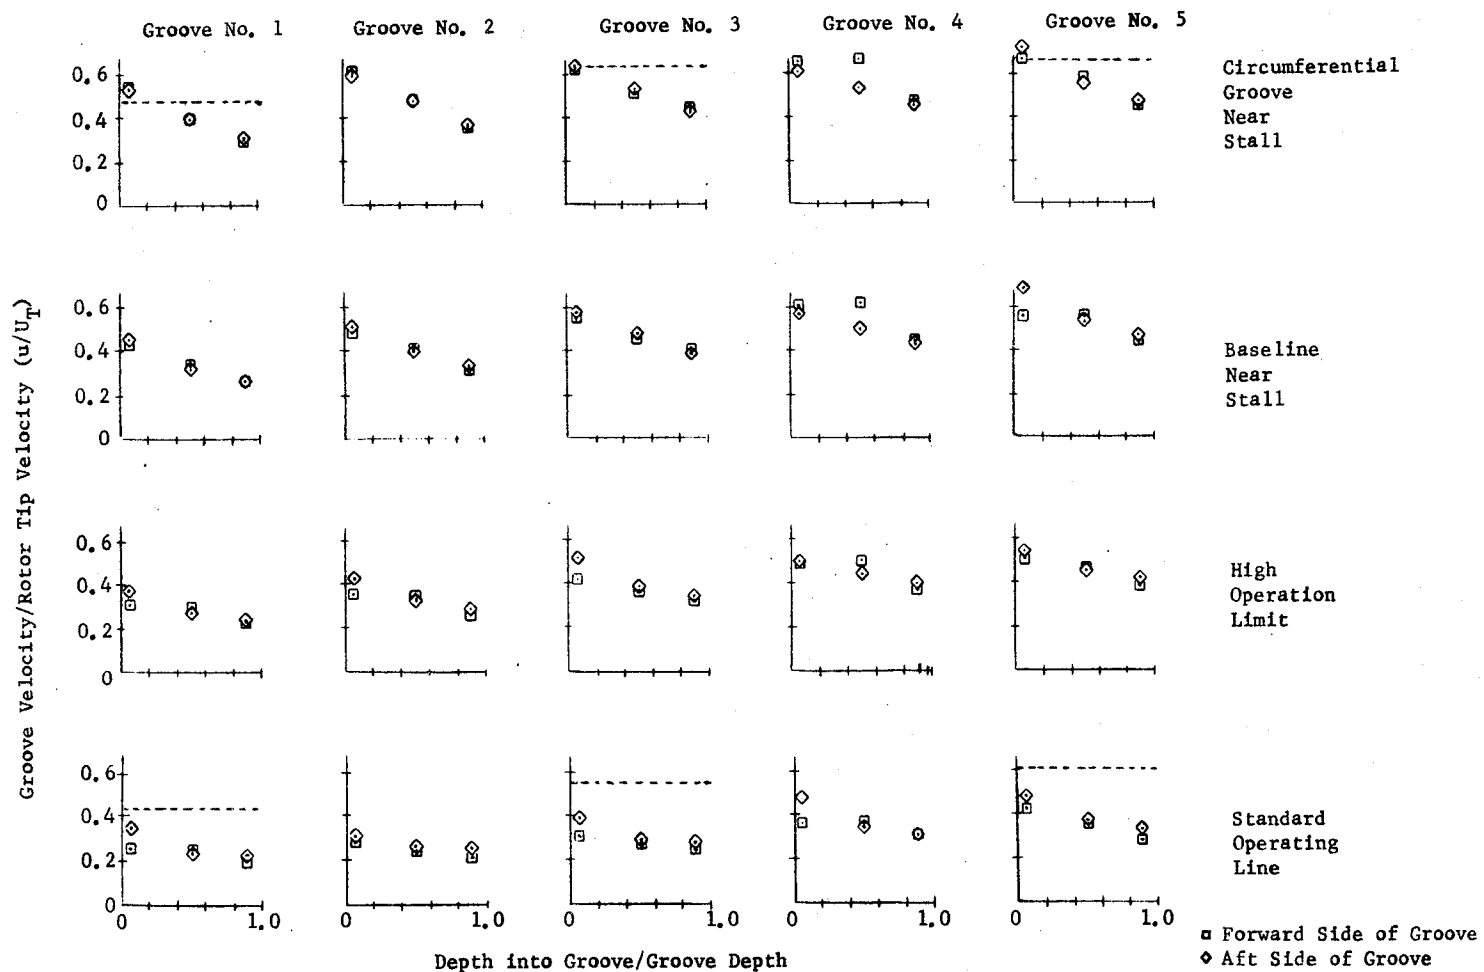 Groove No. 1
Groove No. 2
Groove No. 3
Groove No. 4
Groove No. 5
Groove Velocity/Rotor Tip Velocity (u/U_T)
0.6
0.4
0.2
0
Circumferential
Groove
Near
Stall
0.6
0.4
0.2
0
Baseline
Near
Stall
0.6
0.4
0.2
0
High
Operation
Limit
0.6
0.4
0.2
0
Standard
Operating
Line
0 1.0
0 1.0
0 1.0
0 1.0
0 1.0
Depth into Groove/Groove Depth
Forward Side of Groove
Aft Side of Groove